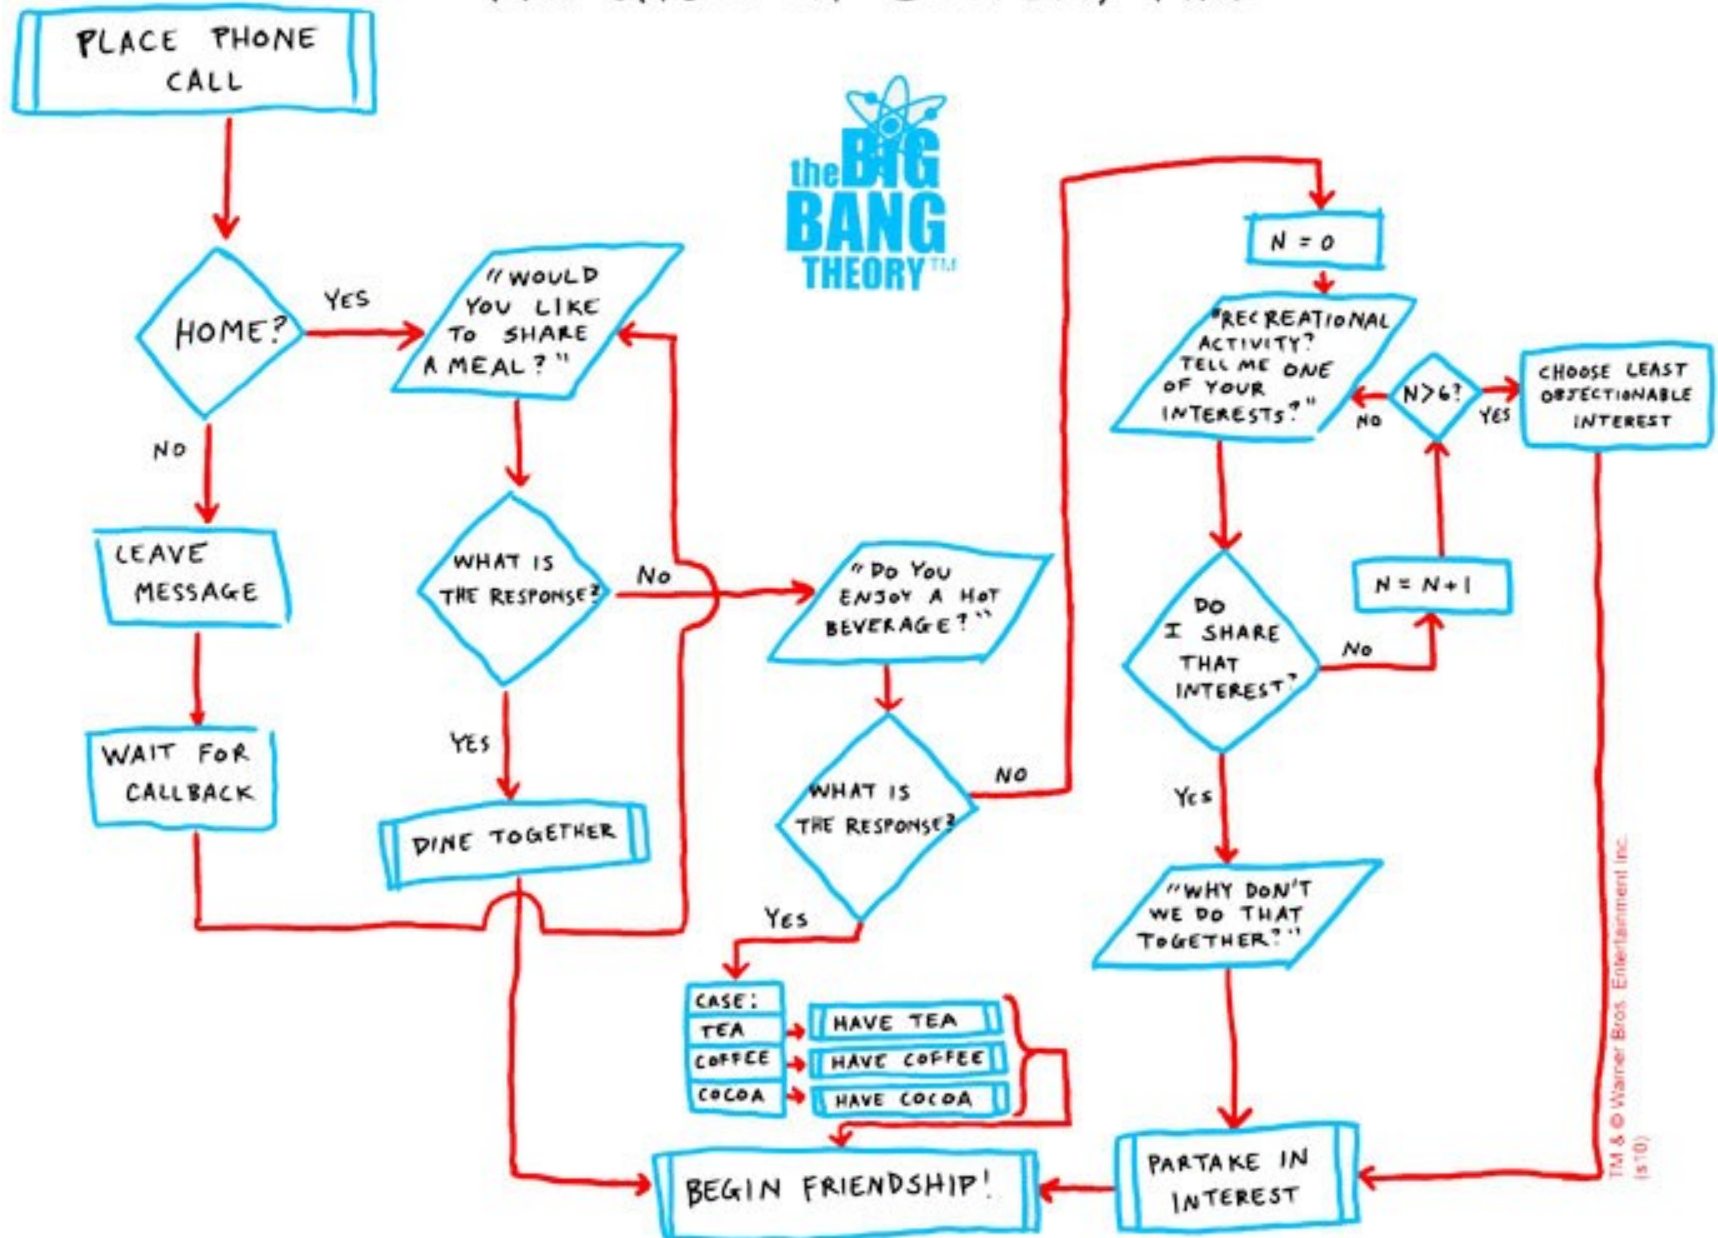 PLACE PHONE
CALL
HOME?
YES
NO
LEAVE
MESSAGE
WAIT FOR
CALLBACK
"WOULD
YOU LIKE
TO SHARE
A MEAL?"
WHAT IS
THE RESPONSE?
NO
YES
DINE TOGETHER
the BIG
BANG
THEORY™
"DO YOU
ENJOY A HOT
BEVERAGE?"
WHAT IS
THE RESPONSE?
NO
YES
CASE:
TEA
HAVE TEA
COFFEE
HAVE COFFEE
COCOA
HAVE COCOA
BEGIN FRIENDSHIP!
N = 0
"RECREATIONAL
ACTIVITY?
TELL ME ONE
OF YOUR
INTERESTS?"
N>6?
NO
YES
CHOOSE LEAST
OBJECTIONABLE
INTEREST
N = N+1
DO
I SHARE
THAT
INTEREST?
NO
YES
"WHY DON'T
WE DO THAT
TOGETHER?"
PARTAKE IN
INTEREST
TM & © Warner Bros. Entertainment Inc.
(s10)